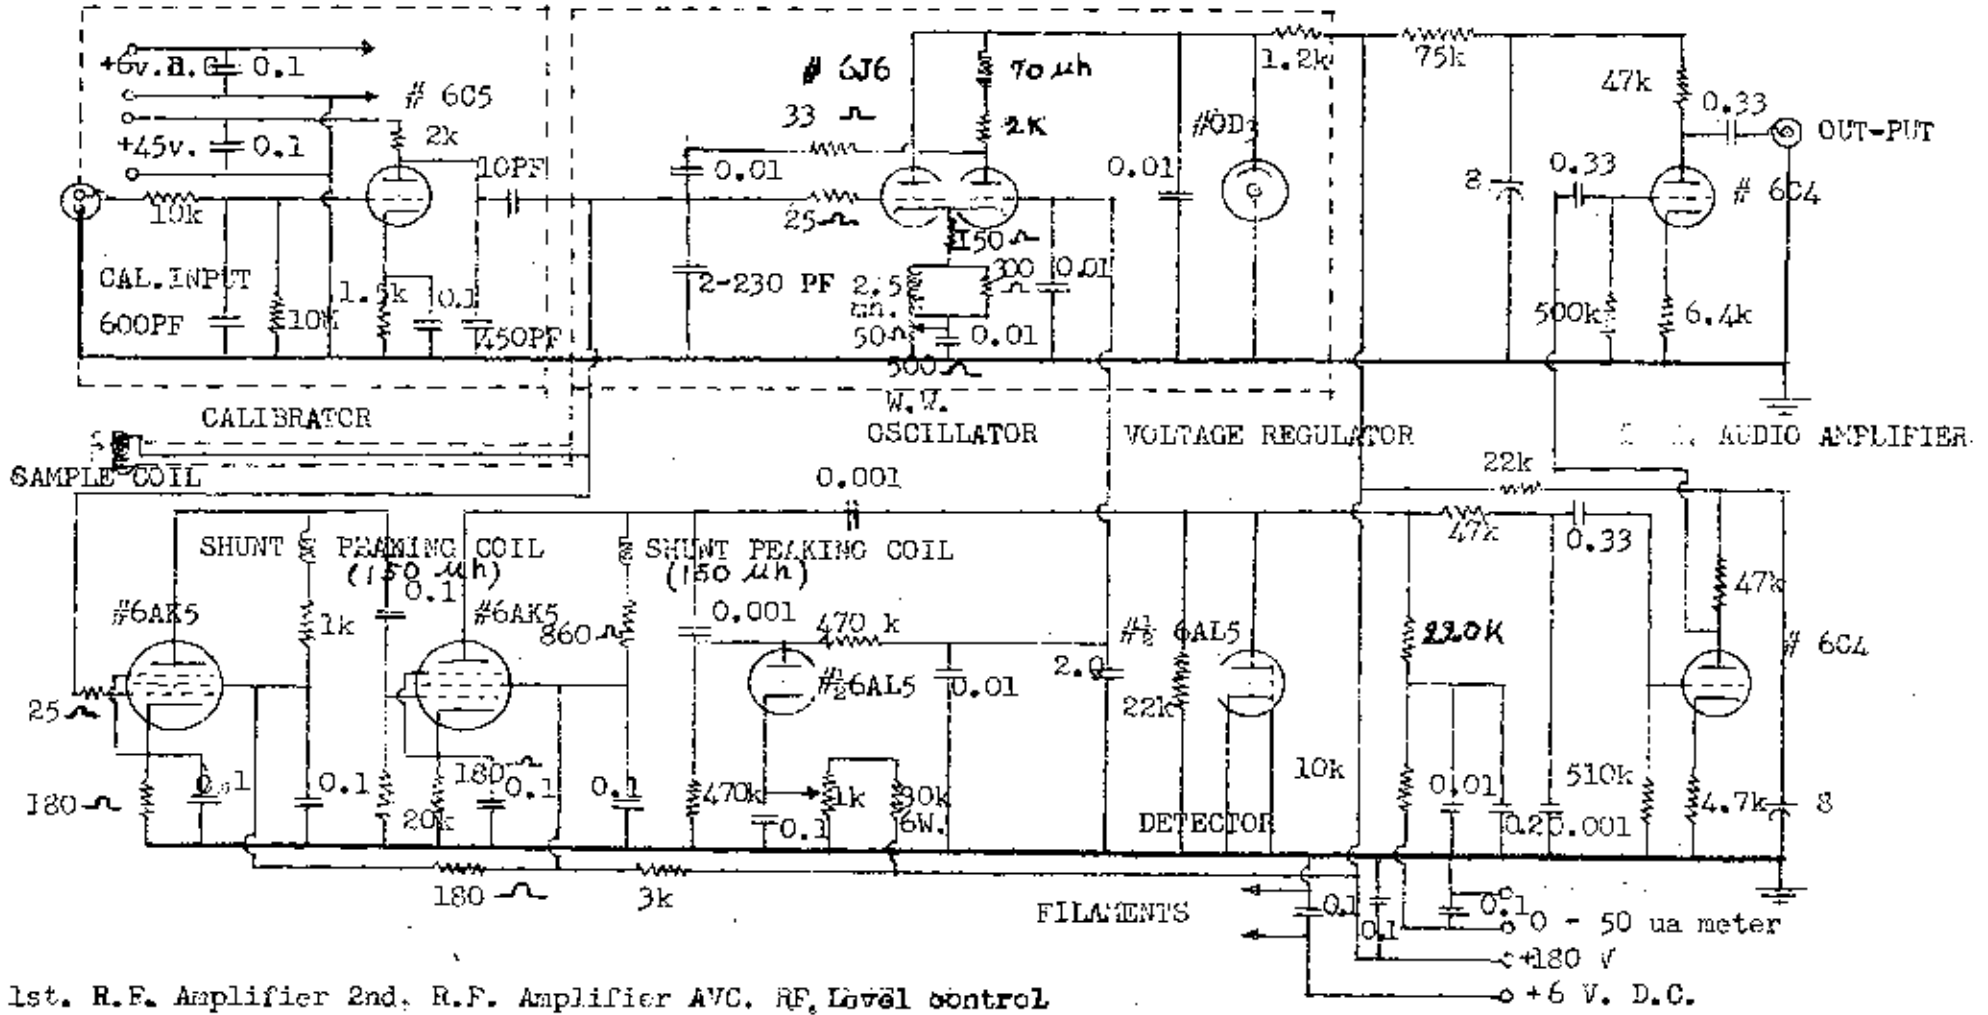 +6v.D.C 0.1
# 6C5
+45v. 0.1
2k
10PF
10k
CAL.INPUT
600PF
10M
1.5k
0.1
450PF
CALIBRATOR
# 6J6
70 μh
33
2K
0.01
25
150
2-230 PF
2.5
300
0.01
50
0.01
500
W.W.
OSCILLATOR
0.01
#OD3
1.2k
VOLTAGE REGULATOR
75k
47k
0.33
OUT-PUT
0.33
8
# 6C4
500k
6.4k
AUDIO AMPLIFIER
SAMPLE COIL
0.001
22k
SHUNT PEAKING COIL
(150 μh)
SHUNT PEAKING COIL
(150 μh)
47k
0.33
#6AK5
1k
0.1
#6AK5
860
0.001
470 k
#½ 6AL5
220K
47k
# 6C4
25
#½6AL5
0.01
2.0
22k
180
0.1
0.1
20k
180
0.1
0.1
470k
0.1
1k
30k
6W.
DETECTOR
10k
0.01
0.2
0.001
510k
4.7k
8
180
3k
FILAMENTS
0.1
0.1
0.1
0 - 50 ua meter
+180 V
+6 V. D.C.
1st. R.F. Amplifier 2nd. R.F. Amplifier AVC. RF. Level control